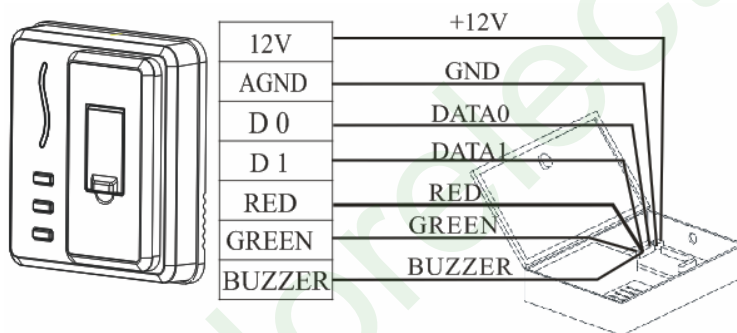 12V +12V
AGND GND
D 0 DATA0
D 1 DATA1
RED RED
GREEN GREEN
BUZZER BUZZER